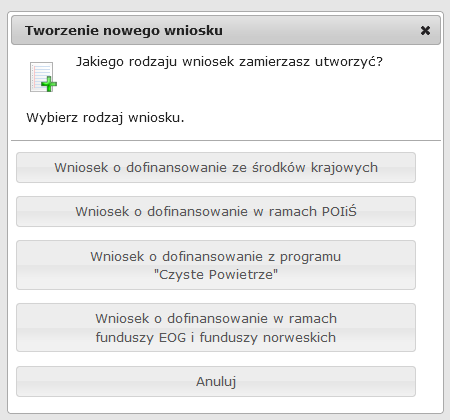 Tworzenie nowego wniosku
Jakiego rodzaju wniosek zamierzasz utworzyć?
Wybierz rodzaj wniosku.
Wniosek o dofinansowanie ze środków krajowych
Wniosek o dofinansowanie w ramach POIiŚ
Wniosek o dofinansowanie z programu
"Czyste Powietrze"
Wniosek o dofinansowanie w ramach
funduszy EOG i funduszy norweskich
Anuluj